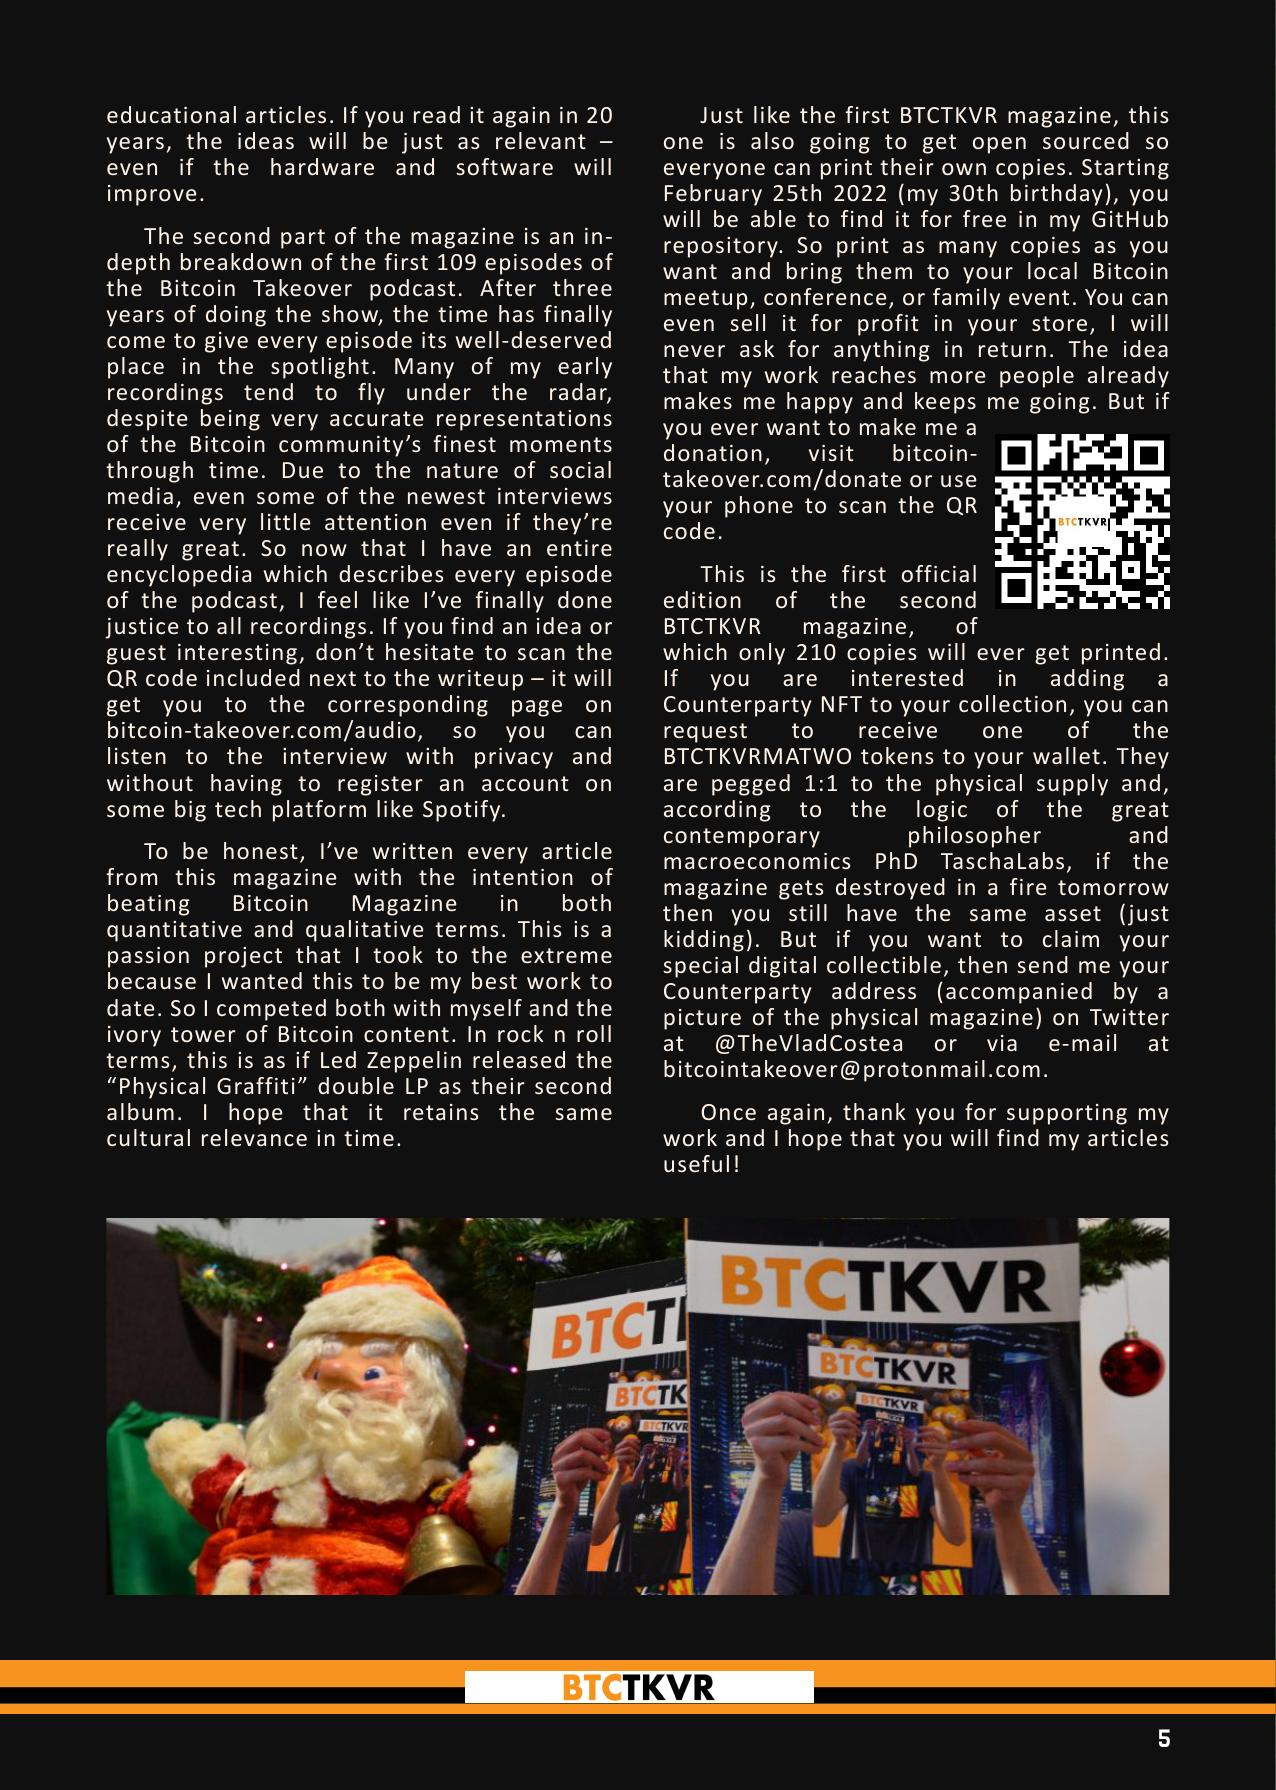 educational articles. If you read it again in 20
years, the ideas will be just as relevant –
even if the hardware and software will
improve.
The second part of the magazine is an in-
depth breakdown of the first 109 episodes of
the Bitcoin Takeover podcast. After three
years of doing the show, the time has finally
come to give every episode its well-deserved
place in the spotlight. Many of my early
recordings tend to fly under the radar,
despite being very accurate representations
of the Bitcoin community’s finest moments
through time. Due to the nature of social
media, even some of the newest interviews
receive very little attention even if they’re
really great. So now that I have an entire
encyclopedia which describes every episode
of the podcast, I feel like I’ve finally done
justice to all recordings. If you find an idea or
guest interesting, don’t hesitate to scan the
QR code included next to the writeup – it will
get you to the corresponding page on
bitcoin-takeover.com/audio, so you can
listen to the interview with privacy and
without having to register an account on
some big tech platform like Spotify.
To be honest, I’ve written every article
from this magazine with the intention of
beating Bitcoin Magazine in both
quantitative and qualitative terms. This is a
passion project that I took to the extreme
because I wanted this to be my best work to
date. So I competed both with myself and the
ivory tower of Bitcoin content. In rock n roll
terms, this is as if Led Zeppelin released the
“Physical Graffiti” double LP as their second
album. I hope that it retains the same
cultural relevance in time.
Just like the first BTCTKVR magazine, this
one is also going to get open sourced so
everyone can print their own copies. Starting
February 25th 2022 (my 30th birthday), you
will be able to find it for free in my GitHub
repository. So print as many copies as you
want and bring them to your local Bitcoin
meetup, conference, or family event. You can
even sell it for profit in your store, I will
never ask for anything in return. The idea
that my work reaches more people already
makes me happy and keeps me going. But if
you ever want to make me a
donation, visit bitcoin-
takeover.com/donate or use
your phone to scan the QR
code.
BTCTKVR
This is the first official
edition of the second
BTCTKVR magazine, of
which only 210 copies will ever get printed.
If you are interested in adding a
Counterparty NFT to your collection, you can
request to receive one of the
BTCTKVRMATWO tokens to your wallet. They
are pegged 1:1 to the physical supply and,
according to the logic of the great
contemporary philosopher and
macroeconomics PhD TaschaLabs, if the
magazine gets destroyed in a fire tomorrow
then you still have the same asset (just
kidding). But if you want to claim your
special digital collectible, then send me your
Counterparty address (accompanied by a
picture of the physical magazine) on Twitter
at @TheVladCostea or via e-mail at
bitcointakeover@protonmail.com.
Once again, thank you for supporting my
work and I hope that you will find my articles
useful!
BTCTKVR
BTCT
BTCTKVR
BTCTK
BTCTKVR
BTCTKVR
BTCTKVR
5